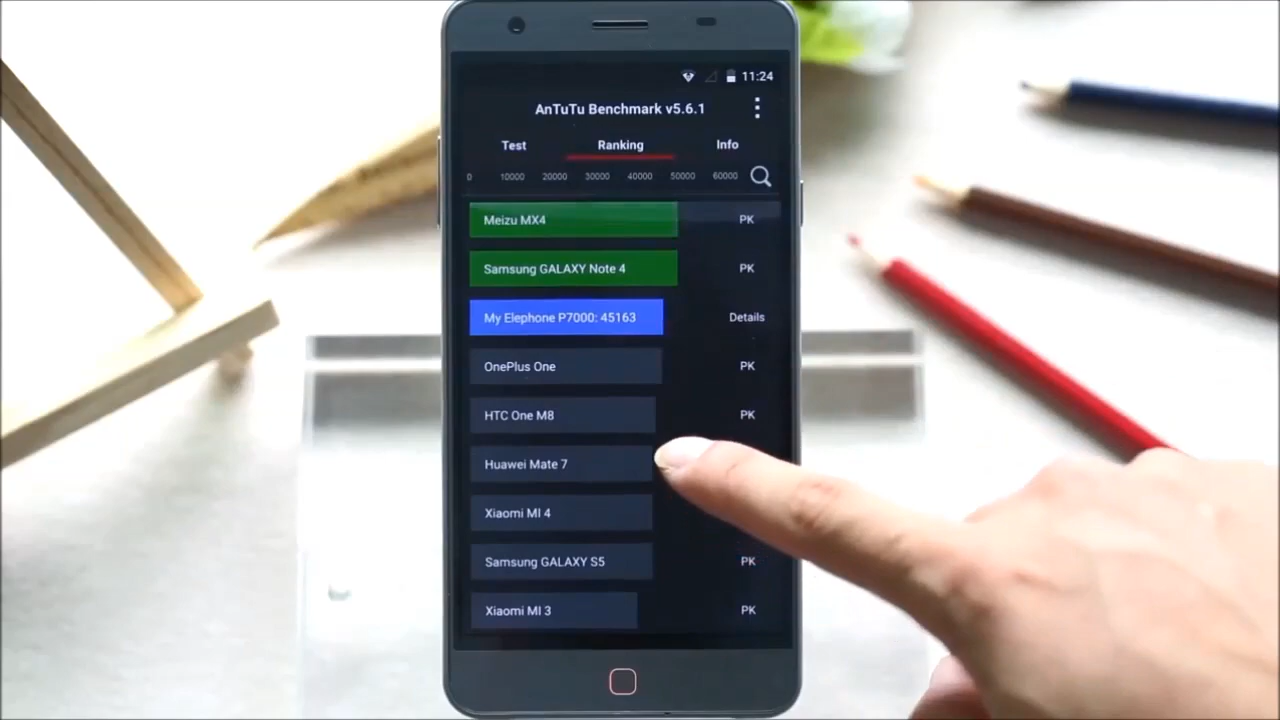 11:24
AnTuTu Benchmark v5.6.1
Test Ranking Info
0 10000 20000 30000 40000 50000 60000
Meizu MX4 PK
Samsung GALAXY Note 4 PK
My Elephone P7000: 45163 Details
OnePlus One PK
HTC One M8 PK
Huawei Mate 7
Xiaomi MI 4
Samsung GALAXY S5 PK
Xiaomi MI 3 PK